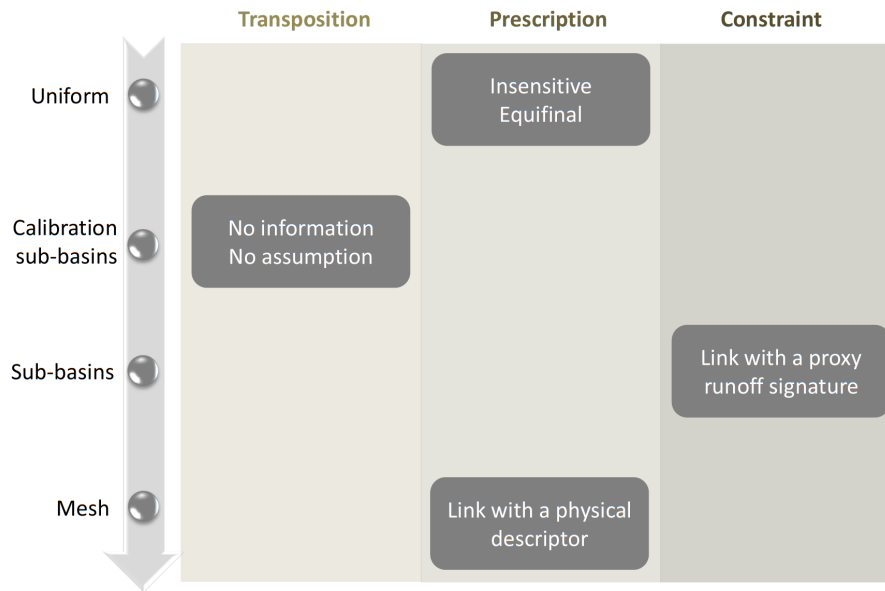 Transposition
Prescription
Constraint
Uniform
Insensitive
Equifinal
Calibration
sub-basins
No information
No assumption
Sub-basins
Link with a proxy
runoff signature
Mesh
Link with a physical
descriptor